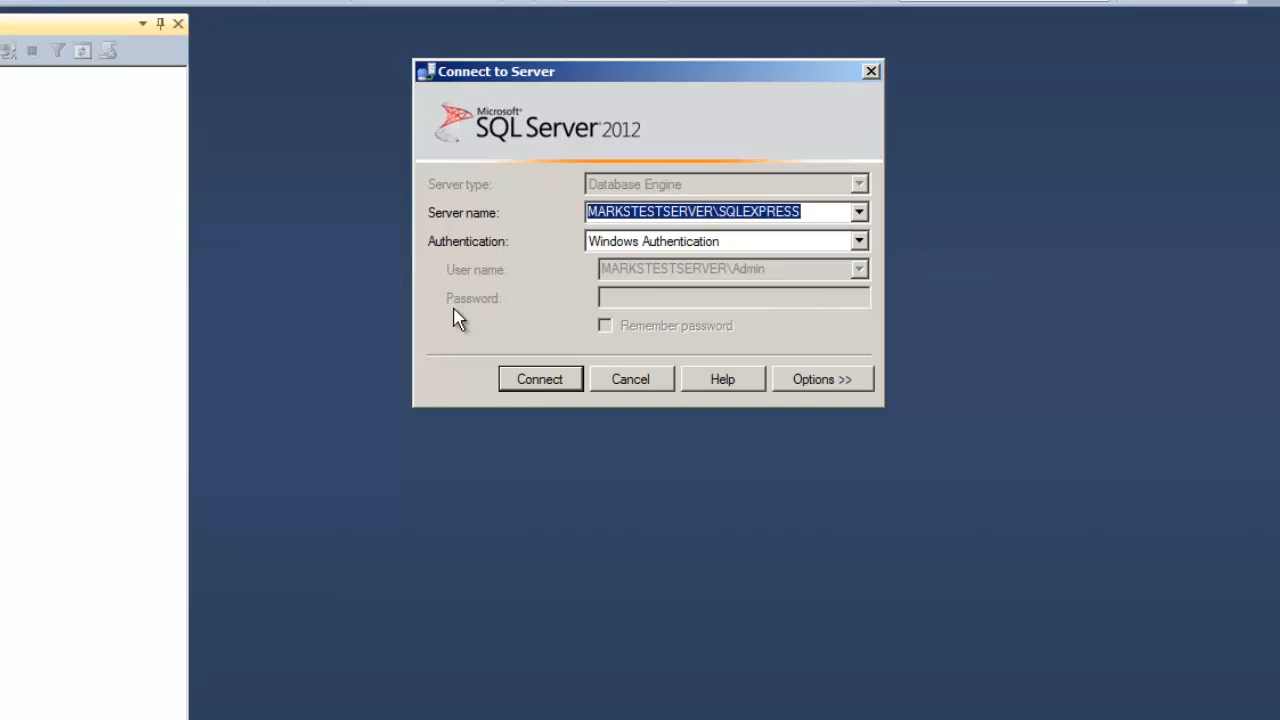 Connect to Server
Microsoft®
SQL Server® 2012
Server type: Database Engine
Server name: MARKSTESTSERVER\SQLEXPRESS
Authentication: Windows Authentication
User name: MARKSTESTSERVER\Admin
Password:
Remember password
Connect Cancel Help Options >>